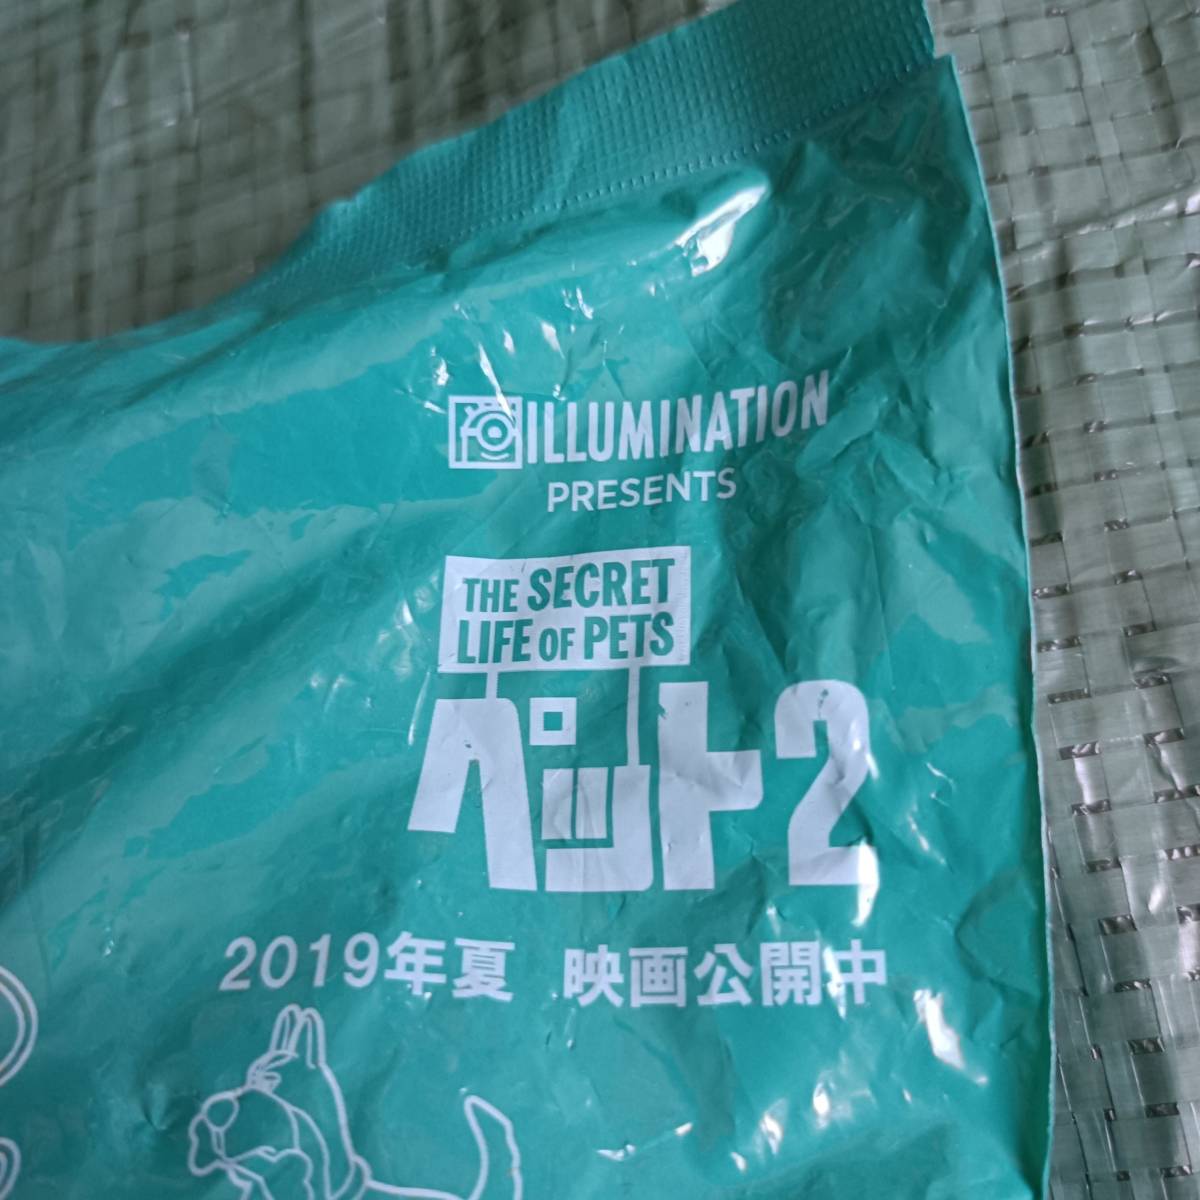 ILLUMINATION
PRESENTS
THE SECRET
LIFE OF PETS
ペット2
2019年夏 映画公開中